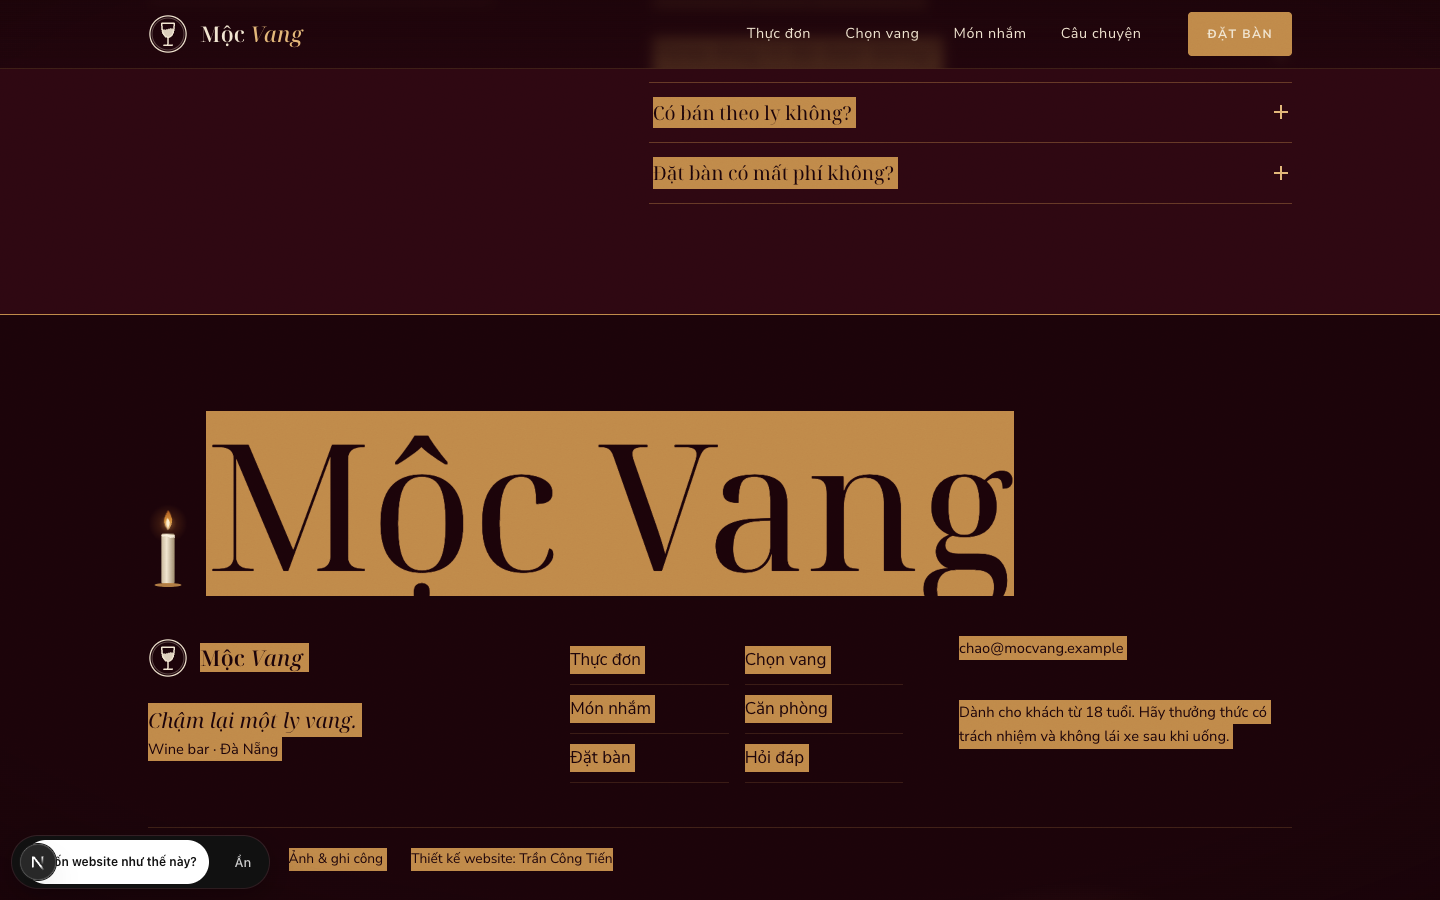 Mộc Vang
Thực đơn
Chọn vang
Món nhắm
Câu chuyện
ĐẶT BÀN
Có bán theo ly không?
Đặt bàn có mất phí không?
Mộc Vang
Mộc Vang
Chậm lại một ly vang.
Wine bar · Đà Nẵng
Thực đơn
Chọn vang
Món nhắm
Căn phòng
Đặt bàn
Hỏi đáp
chao@mocvang.example
Dành cho khách từ 18 tuổi. Hãy thưởng thức có
trách nhiệm và không lái xe sau khi uống.
website như thế này?
Ẩn
Ảnh & ghi công
Thiết kế website: Trần Công Tiến